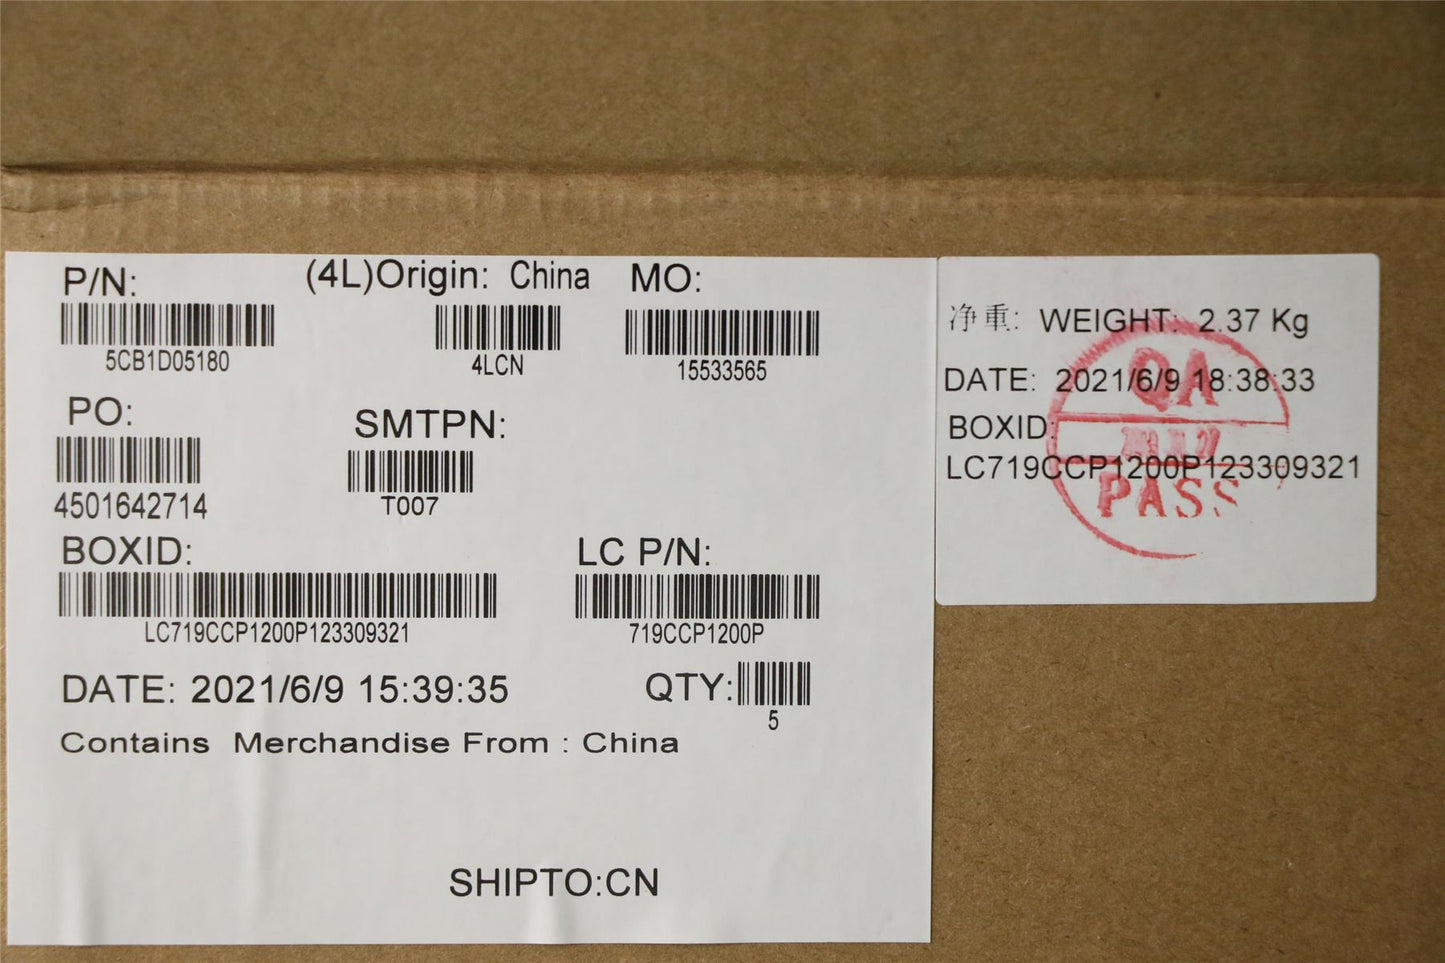 P/N:
5CB1D05180
(4L)Origin: China
4LCN
MO:
15533565
PO:
4501642714
SMTPN:
T007
BOXID:
LC719CCP1200P123309321
LC P/N:
719CCP1200P
DATE: 2021/6/9 15:39:35
QTY:
5
Contains Merchandise From : China
SHIPTO:CN
净重: WEIGHT: 2.37 Kg
DATE: 2021/6/9 18:38:33
BOXID:
LC719CCP1200P123309321
QA
PASS